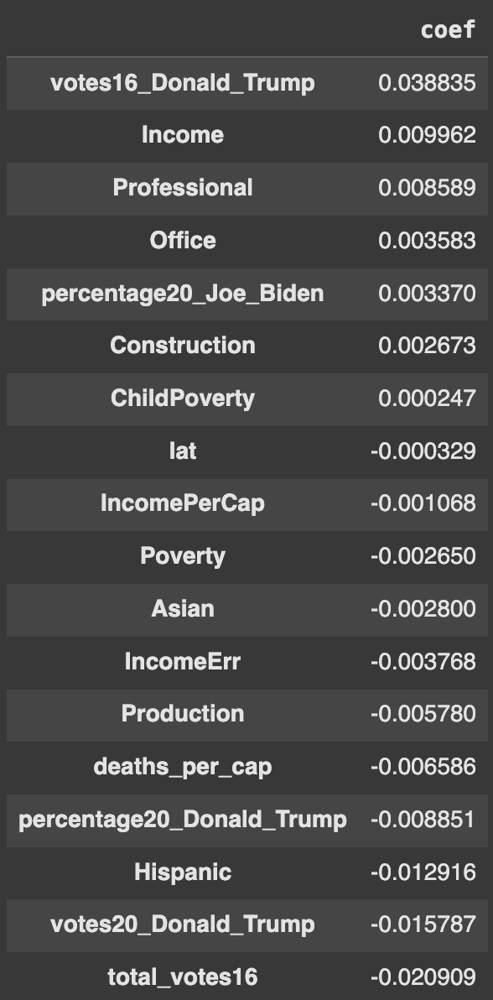 coef
votes16_Donald_Trump 0.038835
Income 0.009962
Professional 0.008589
Office 0.003583
percentage20_Joe_Biden 0.003370
Construction 0.002673
ChildPoverty 0.000247
lat -0.000329
IncomePerCap -0.001068
Poverty -0.002650
Asian -0.002800
IncomeErr -0.003768
Production -0.005780
deaths_per_cap -0.006586
percentage20_Donald_Trump -0.008851
Hispanic -0.012916
votes20_Donald_Trump -0.015787
total_votes16 -0.020909